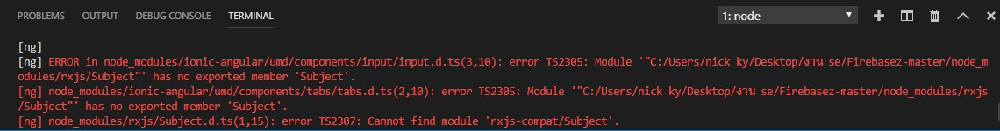 PROBLEMS OUTPUT DEBUG CONSOLE TERMINAL 1: node
[ng]
[ng] ERROR in node_modules/ionic-angular/umd/components/input/input.d.ts(3,10): error TS2305: Module '"C:/Users/nick ky/Desktop/งาน se/Firebasez-master/node_m
odules/rxjs/Subject"' has no exported member 'Subject'.
[ng] node_modules/ionic-angular/umd/components/tabs/tabs.d.ts(2,10): error TS2305: Module '"C:/Users/nick ky/Desktop/งาน se/Firebasez-master/node_modules/rxjs
/Subject"' has no exported member 'Subject'.
[ng] node_modules/rxjs/Subject.d.ts(1,15): error TS2307: Cannot find module 'rxjs-compat/Subject'.